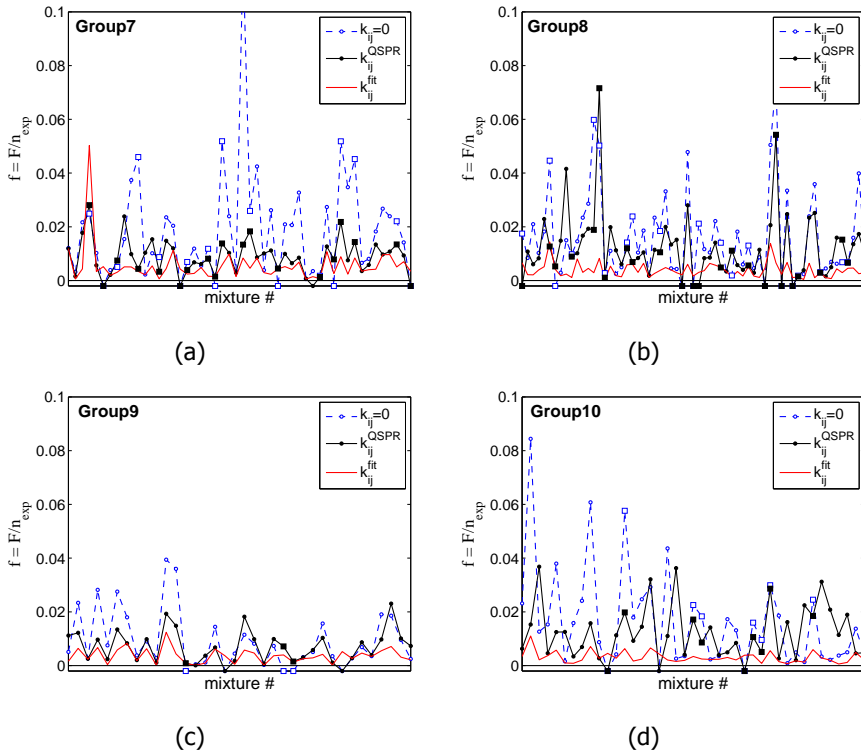 Group7
k_ij=0
k_ij^QSPR
k_ij^fit
0.1
0.08
0.06
0.04
0.02
0
f = F/n_exp
mixture #
(a)
Group8
k_ij=0
k_ij^QSPR
k_ij^fit
0.1
0.08
0.06
0.04
0.02
0
f = F/n_exp
mixture #
(b)
Group9
k_ij=0
k_ij^QSPR
k_ij^fit
0.1
0.08
0.06
0.04
0.02
0
f = F/n_exp
mixture #
(c)
Group10
k_ij=0
k_ij^QSPR
k_ij^fit
0.1
0.08
0.06
0.04
0.02
0
f = F/n_exp
mixture #
(d)